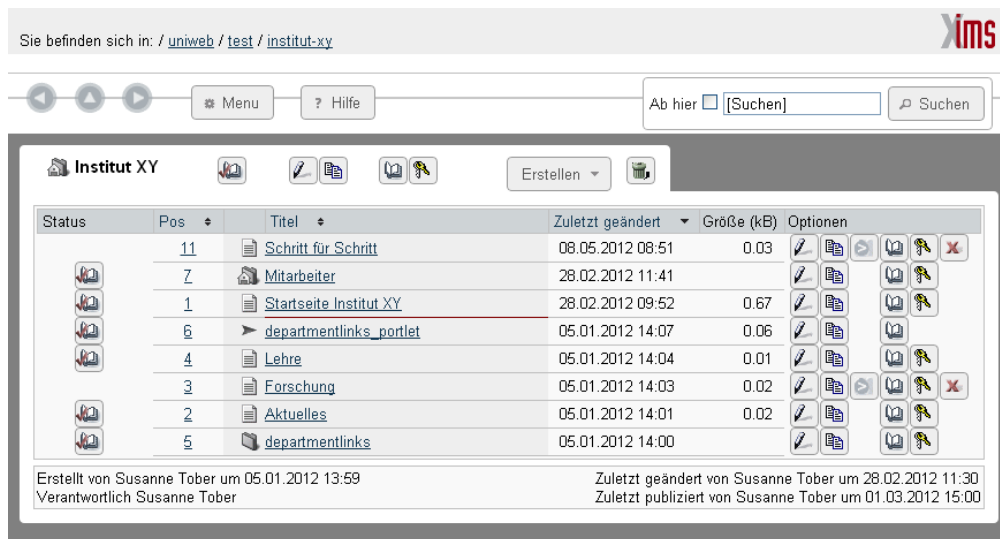 Sie befinden sich in: / uniweb / test / institut-xy
Xims
Menu ? Hilfe Ab hier [Suchen] Suchen
Institut XY Erstellen
Status Pos Titel Zuletzt geändert Größe (kB) Optionen
11 Schritt für Schritt 08.05.2012 08:51 0.03
7 Mitarbeiter 28.02.2012 11:41
1 Startseite Institut XY 28.02.2012 09:52 0.67
6 departmentlinks_portlet 05.01.2012 14:07 0.06
4 Lehre 05.01.2012 14:04 0.01
3 Forschung 05.01.2012 14:03 0.02
2 Aktuelles 05.01.2012 14:01 0.02
5 departmentlinks 05.01.2012 14:00
Erstellt von Susanne Tober um 05.01.2012 13:59 Zuletzt geändert von Susanne Tober um 28.02.2012 11:30
Verantwortlich Susanne Tober Zuletzt publiziert von Susanne Tober um 01.03.2012 15:00